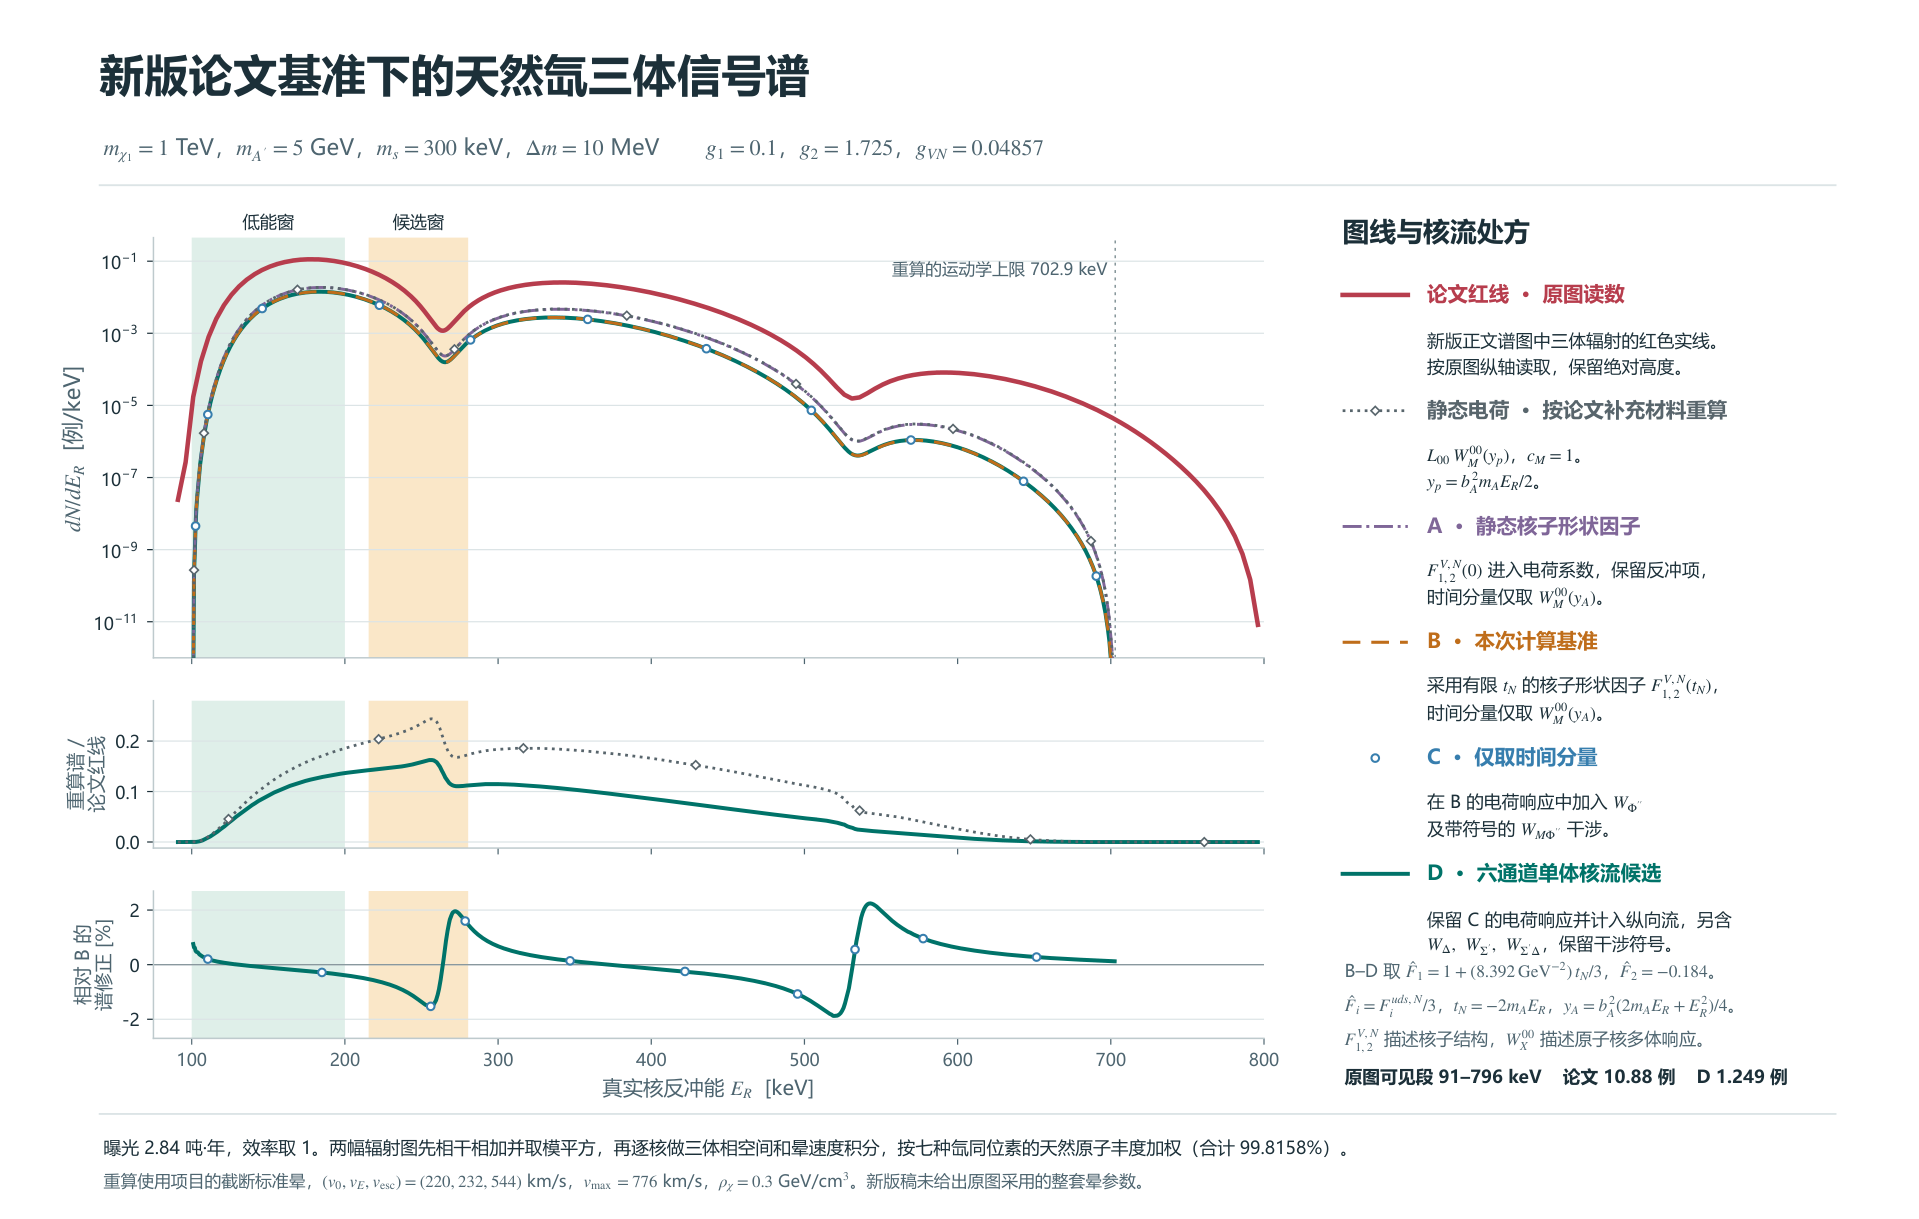 新版论文基准下的天然氙三体信号谱
m_χ₁ = 1 TeV，m_A′ = 5 GeV，m_s = 300 keV，Δm = 10 MeV g₁ = 0.1，g₂ = 1.725，g_VN = 0.04857
低能窗 候选窗
重算的运动学上限 702.9 keV
10⁻¹
10⁻³
10⁻⁵
10⁻⁷
10⁻⁹
10⁻¹¹
dN/dE_R [例/keV]
重算谱 /
论文红线
0.2
0.1
0.0
相对 B 的
谱修正 [%]
2
0
-2
100 200 300 400 500 600 700 800
真实核反冲能 E_R [keV]
图线与核流处方
论文红线 • 原图读数
新版正文谱图中三体辐射的红色实线。
按原图纵轴读取，保留绝对高度。
静态电荷 • 按论文补充材料重算
L₀₀ W_M^00(y_p)，c_M = 1。
y_p = b_A^2 m_A E_R/2。
A • 静态核子形状因子
F_1,2^V,N(0) 进入电荷系数，保留反冲项，
时间分量仅取 W_M^00(y_A)。
B • 本次计算基准
采用有限 t_N 的核子形状因子 F_1,2^V,N(t_N)，
时间分量仅取 W_M^00(y_A)。
C • 仅取时间分量
在 B 的电荷响应中加入 W_Φ″
及带符号的 W_MΦ″ 干涉。
D • 六通道单体核流候选
保留 C 的电荷响应并计入纵向流，另含
W_Δ，W_Σ′，W_Σ′Δ，保留干涉符号。
B–D 取 F̂₁ = 1 + (8.392 GeV⁻²) t_N/3，F̂₂ = −0.184。
F̂_i = F_i^uds,N/3，t_N = −2m_A E_R，y_A = b_A^2(2m_A E_R + E_R^2)/4。
F_1,2^V,N 描述核子结构，W_X^00 描述原子核多体响应。
原图可见段 91–796 keV 论文 10.88 例 D 1.249 例
曝光 2.84 吨·年，效率取 1。两幅辐射图先相干相加并取模平方，再逐核做三体相空间和晕速度积分，按七种氙同位素的天然原子丰度加权（合计 99.8158%）。
重算使用项目的截断标准晕，(v₀, v_E, v_esc) = (220, 232, 544) km/s，v_max = 776 km/s，ρ_χ = 0.3 GeV/cm³。新版稿未给出原图采用的整套晕参数。